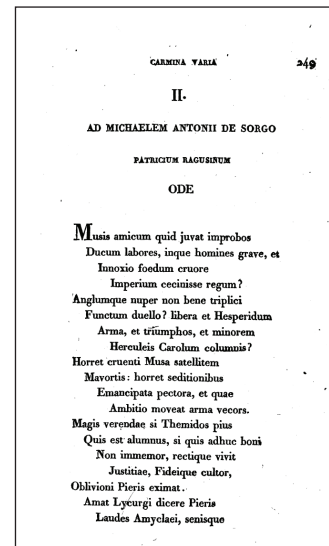 CARMINA VARIA 249
II.
AD MICHAELEM ANTONII DE SORGO
PATRICIUM RAGUSINUM
ODE
Musis amicum quid juvat improbos
Ducum labores, inque homines grave, et
Innoxio foedum cruore
Imperium cecinisse regum?
Anglumque nuper non bene triplici
Functum duello? libera et Hesperidum
Arma, et triumphos, et minorem
Herculeis Carolum columnis?
Horret cruenti Musa satellitem
Mavortis: horret seditionibus
Emancipata pectora, et quae
Ambitio moveat arma vecors.
Magis verendae si Themidos pius
Quis est alumnus, si quis adhuc boni
Non immemor, rectique vivit
Justitiae, Fideique cultor,
Oblivioni Pieris eximat.
Amat Lycurgi dicere Pieris
Laudes Amyclaei, senisque